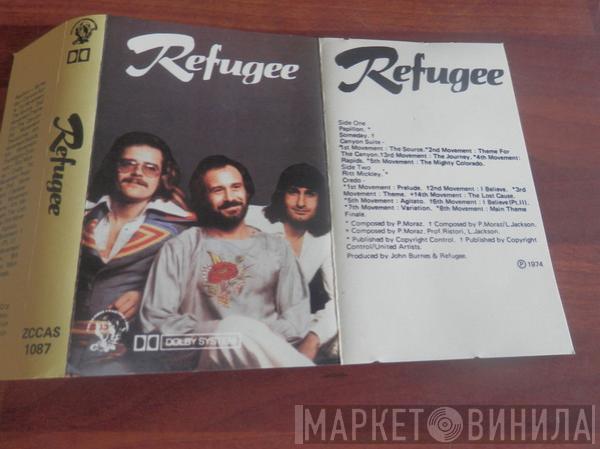 Refugee
ZCCAS
1087
Refugee
DOLBY SYSTEM
Refugee
Side One
Papillon. *
Someday. †
Canyon Suite -
*1st Movement : The Source. *2nd Movement : Theme For
The Canyon. †3rd Movement : The Journey. *4th Movement :
Rapids. *5th Movement : The Mighty Colorado.
Side Two
Ritt Mickley. *
Credo -
*1st Movement : Prelude. †2nd Movement : I Believe. *3rd
Movement : Theme. +†4th Movement : The Lost Cause.
*5th Movement : Agitato. †6th Movement : I Believe (Pt.II).
*7th Movement : Variation. *8th Movement : Main Theme
Finale.
* Composed by P.Moraz. † Composed by P.Moraz/L.Jackson.
+ Composed by P.Moraz. Prof. Ristori, L.Jackson.
* Published by Copyright Control. † Published by Copyright
Control/United Artists.
Produced by John Burnes & Refugee.
℗ 1974
МАРКЕТ ВИНИЛА